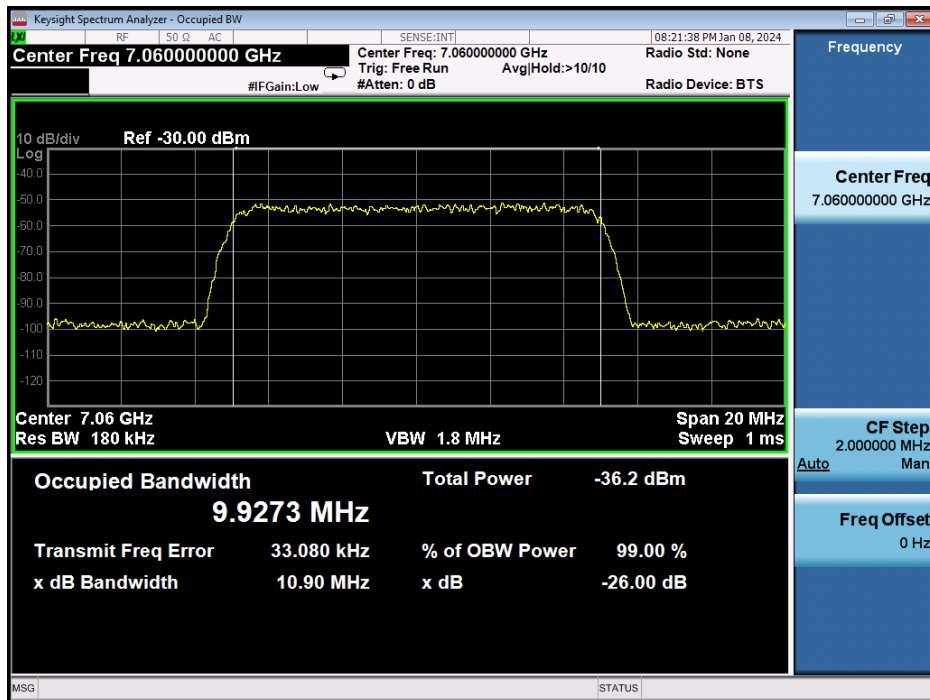 Keysight Spectrum Analyzer - Occupied BW
LXI RF 50 Ω AC SENSE:INT 08:21:38 PM Jan 08, 2024
Center Freq 7.060000000 GHz
Center Freq: 7.060000000 GHz
Radio Std: None
Trig: Free Run Avg|Hold:>10/10
#IFGain:Low
#Atten: 0 dB
Radio Device: BTS
10 dB/div Ref -30.00 dBm
Log
-40.0
-50.0
-60.0
-70.0
-80.0
-90.0
-100
-110
-120
Center 7.06 GHz Span 20 MHz
Res BW 180 kHz VBW 1.8 MHz Sweep 1 ms
Occupied Bandwidth Total Power -36.2 dBm
9.9273 MHz
Transmit Freq Error 33.080 kHz % of OBW Power 99.00 %
x dB Bandwidth 10.90 MHz x dB -26.00 dB
Frequency
Center Freq
7.060000000 GHz
CF Step
2.000000 MHz
Auto Man
Freq Offset
0 Hz
MSG STATUS